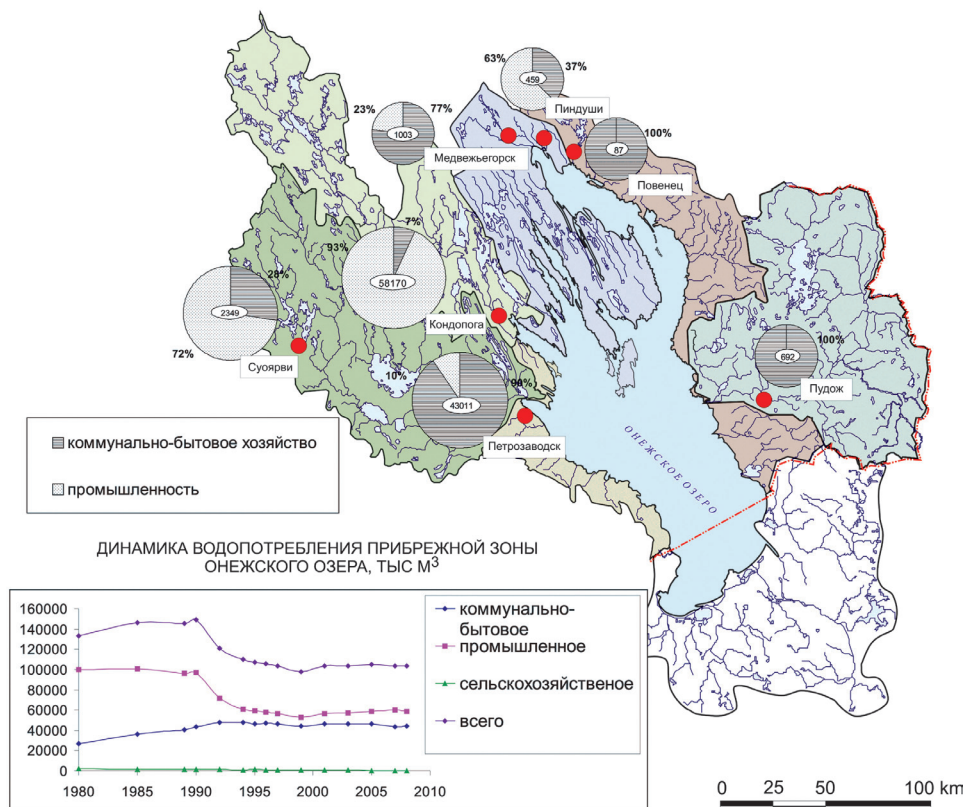 63%
37%
459
Пиндуши
23%
77%
1003
Медвежьегорск
100%
87
Повенец
7%
93%
58170
Кондопога
28%
2349
72%
Суоярви
100%
692
Пудож
10%
90%
43011
Петрозаводск
ОНЕЖСКОЕ ОЗЕРО
коммунально-бытовое хозяйство
промышленность
ДИНАМИКА ВОДОПОТРЕБЛЕНИЯ ПРИБРЕЖНОЙ ЗОНЫ
ОНЕЖСКОГО ОЗЕРА, ТЫС М³
160000
140000
120000
100000
80000
60000
40000
20000
0
1980 1985 1990 1995 2000 2005 2010
коммунально-
бытовое
промышленное
сельскохозяйственое
всего
0 25 50 100 km